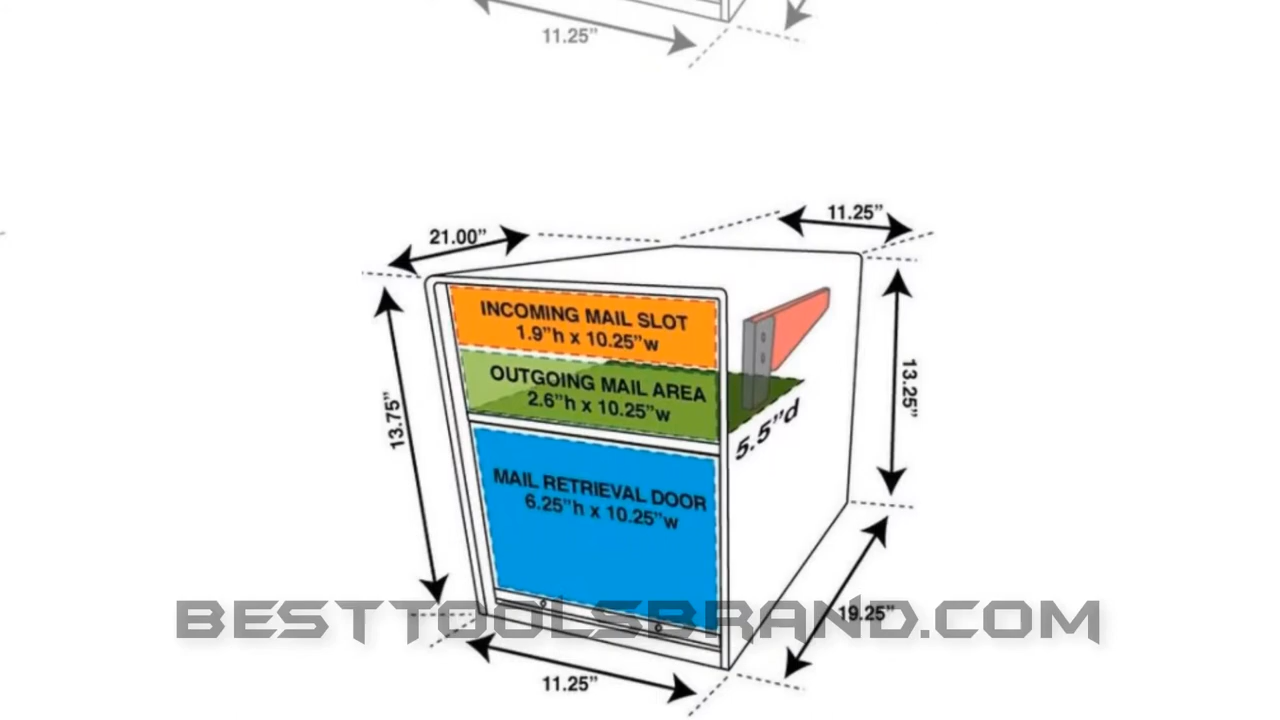 11.25”
11.25”
21.00”
INCOMING MAIL SLOT
1.9”h x 10.25”w
OUTGOING MAIL AREA
2.6”h x 10.25”w
5.5”d
13.25”
13.75”
MAIL RETRIEVAL DOOR
6.25”h x 10.25”w
BESTTOOLSBRAND.COM
19.25”
11.25”